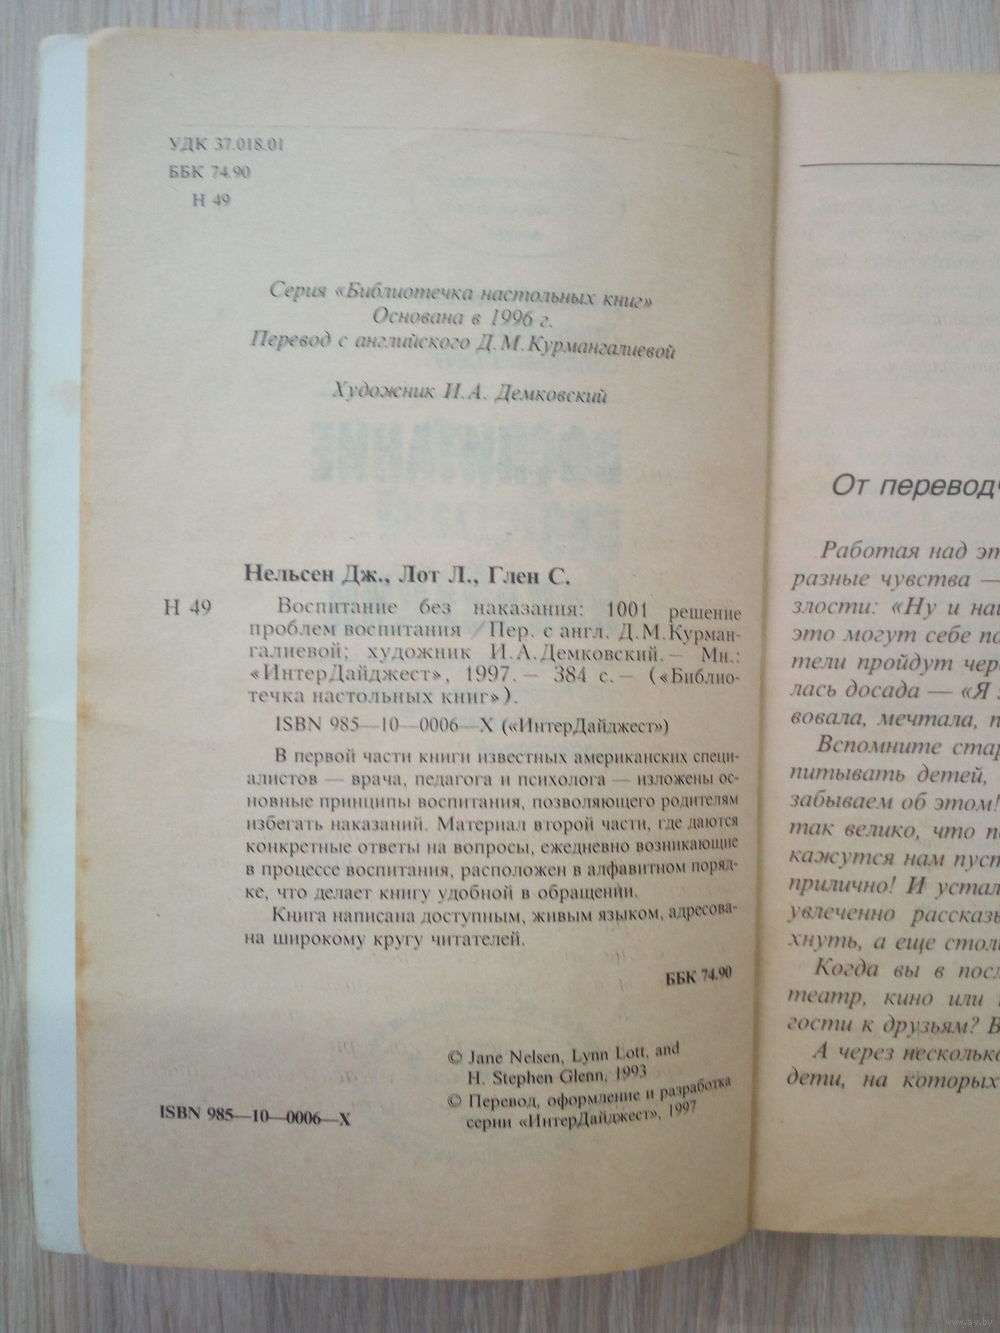 УДК 37.018.01
ББК 74.90
Н 49
Серия «Библиотечка настольных книг»
Основана в 1996 г.
Перевод с английского Д.М.Курмангалиевой
Художник И.А. Демковский
Нельсен Дж., Лот Л., Глен С.
Н 49 Воспитание без наказания: 1001 решение
проблем воспитания /Пер. с англ. Д.М.Курман-
галиевой; художник И.А.Демковский.— Мн.:
«ИнтерДайджест», 1997.— 384 с.— («Библио-
течка настольных книг»).
ISBN 985—10—0006—X («ИнтерДайджест»)
В первой части книги известных американских специ-
алистов — врача, педагога и психолога — изложены ос-
новные принципы воспитания, позволяющего родителям
избегать наказаний. Материал второй части, где даются
конкретные ответы на вопросы, ежедневно возникающие
в процессе воспитания, расположен в алфавитном поряд-
ке, что делает книгу удобной в обращении.
Книга написана доступным, живым языком, адресова-
на широкому кругу читателей.
ББК 74.90
© Jane Nelsen, Lynn Lott, and
H. Stephen Glenn, 1993
© Перевод, оформление и разработка
серии «ИнтерДайджест», 1997
ISBN 985—10—0006—X
От перевод
Работая над эт
разные чувства —
злости: «Ну и на
это могут себе по
тели пройдут чер
лась досада — «Я
вовала, мечтала, п
Вспомните стар
питывать детей,
забываем об этом!
так велико, что п
кажутся нам пуст
прилично! И устал
увлеченно рассказы
хнуть, а еще стол
Когда вы в посл
театр, кино или
гости к друзьям? В
А через несколько
дети, на которых
www.ay.by